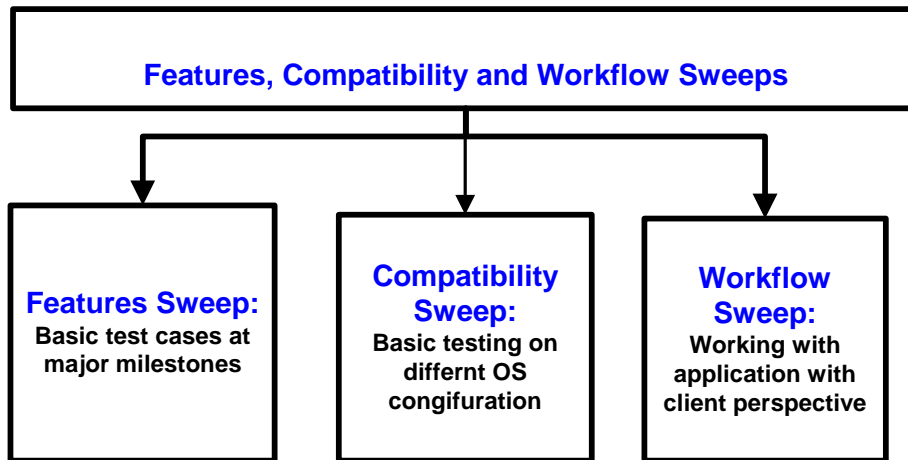 Features, Compatibility and Workflow Sweeps
Features Sweep:
Basic test cases at
major milestones
Compatibility
Sweep:
Basic testing on
differnt OS
congifuration
Workflow
Sweep:
Working with
application with
client perspective